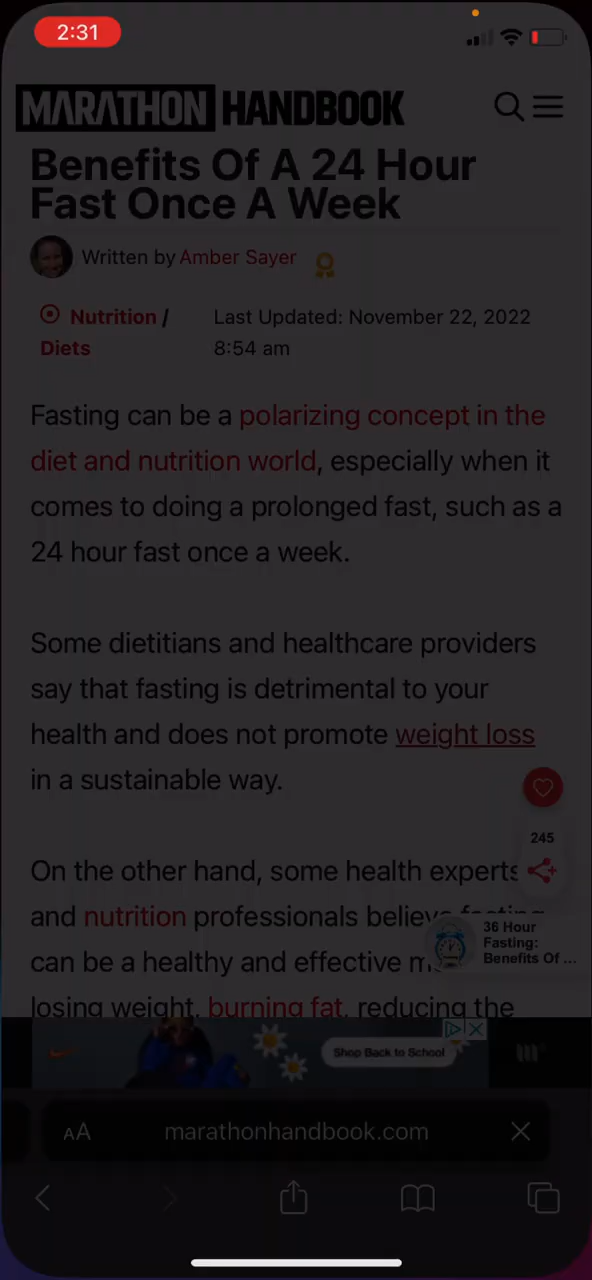 2:31
MARATHON HANDBOOK
Benefits Of A 24 Hour
Fast Once A Week
Written by Amber Sayer
Nutrition / Last Updated: November 22, 2022
Diets 8:54 am
Fasting can be a polarizing concept in the
diet and nutrition world, especially when it
comes to doing a prolonged fast, such as a
24 hour fast once a week.
Some dietitians and healthcare providers
say that fasting is detrimental to your
health and does not promote weight loss
in a sustainable way.
245
On the other hand, some health experts
and nutrition professionals believe fasting
can be a healthy and effective
36 Hour
Fasting:
Benefits Of ...
losing weight, burning fat, reducing the
Shop Back to School
AA marathonhandbook.com